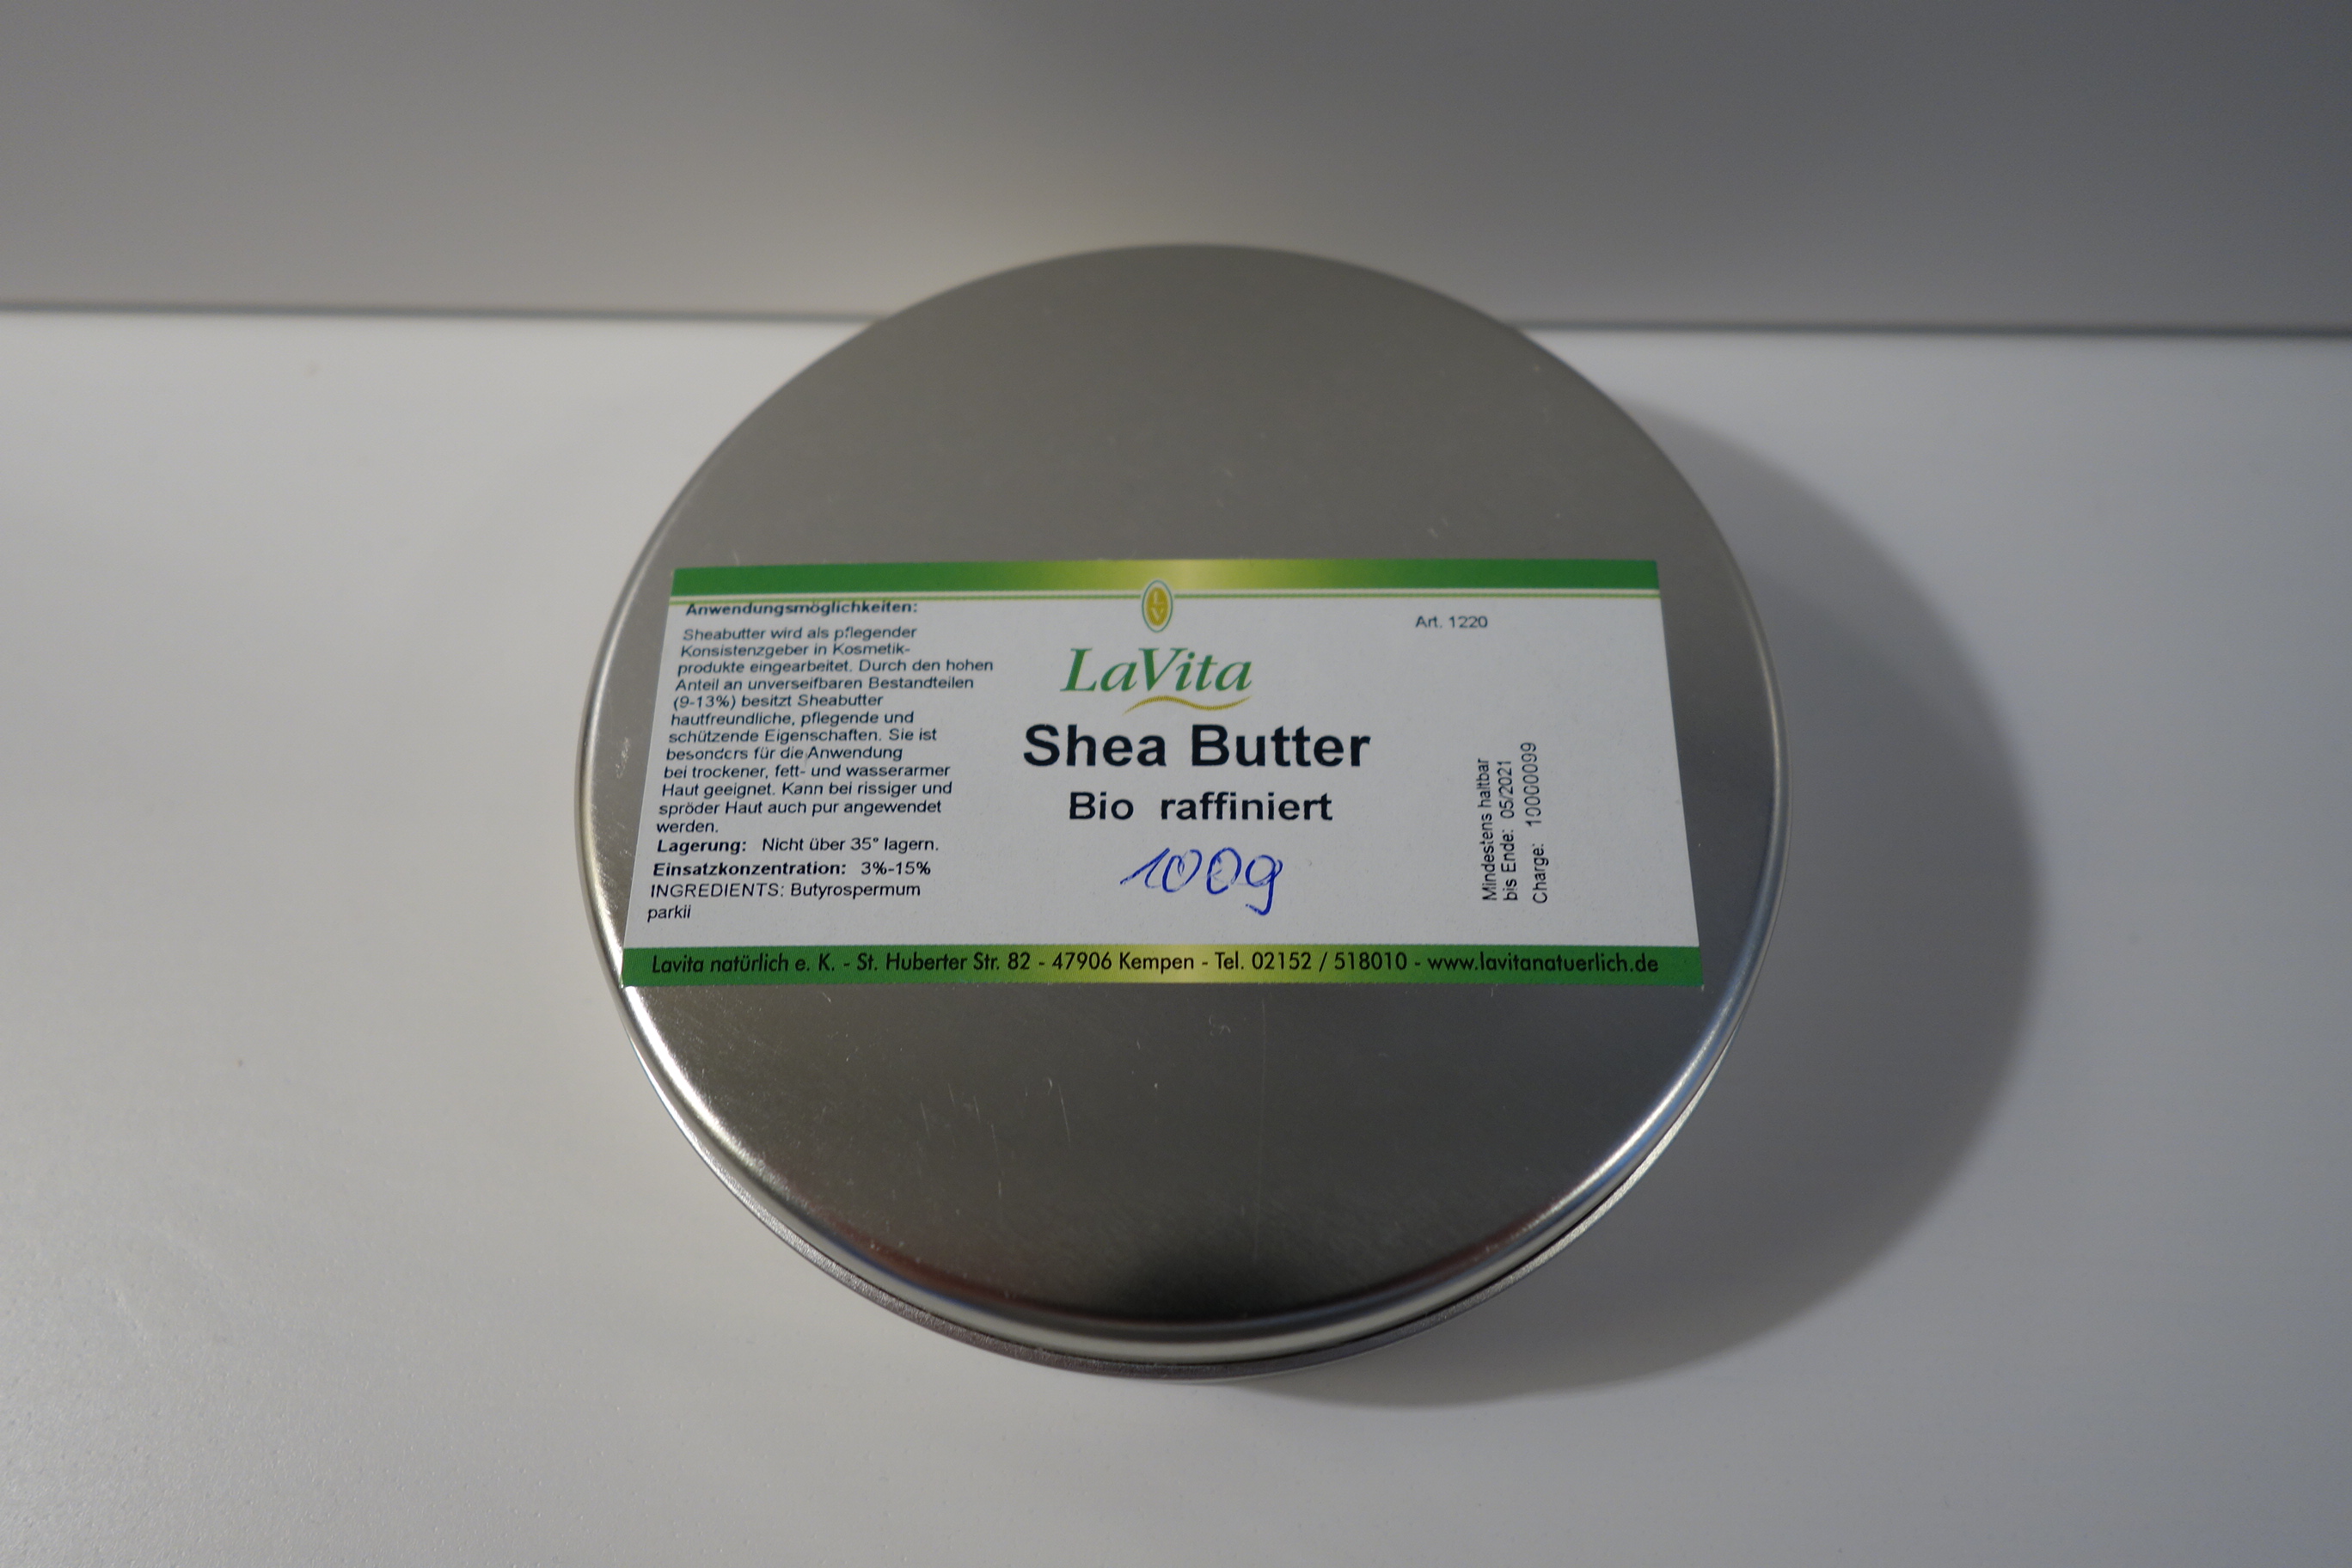 Anwendungsmöglichkeiten:
Sheabutter wird als pflegender
Konsistenzgeber in Kosmetik-
produkte eingearbeitet. Durch den hohen
Anteil an unverseifbaren Bestandteilen
(9-13%) besitzt Sheabutter
hautfreundliche, pflegende und
schützende Eigenschaften. Sie ist
besonders für die Anwendung
bei trockener, fett- und wasserarmer
Haut geeignet. Kann bei rissiger und
spröder Haut auch pur angewendet
werden.
Lagerung: Nicht über 35° lagern.
Einsatzkonzentration: 3%-15%
INGREDIENTS: Butyrospermum
parkii
LV
LaVita
Shea Butter
Bio raffiniert
100g
Art. 1220
Mindestens haltbar
bis Ende: 05/2021
Charge: 10000099
Lavita natürlich e. K. - St. Huberter Str. 82 - 47906 Kempen - Tel. 02152 / 518010 - www.lavitanatuerlich.de